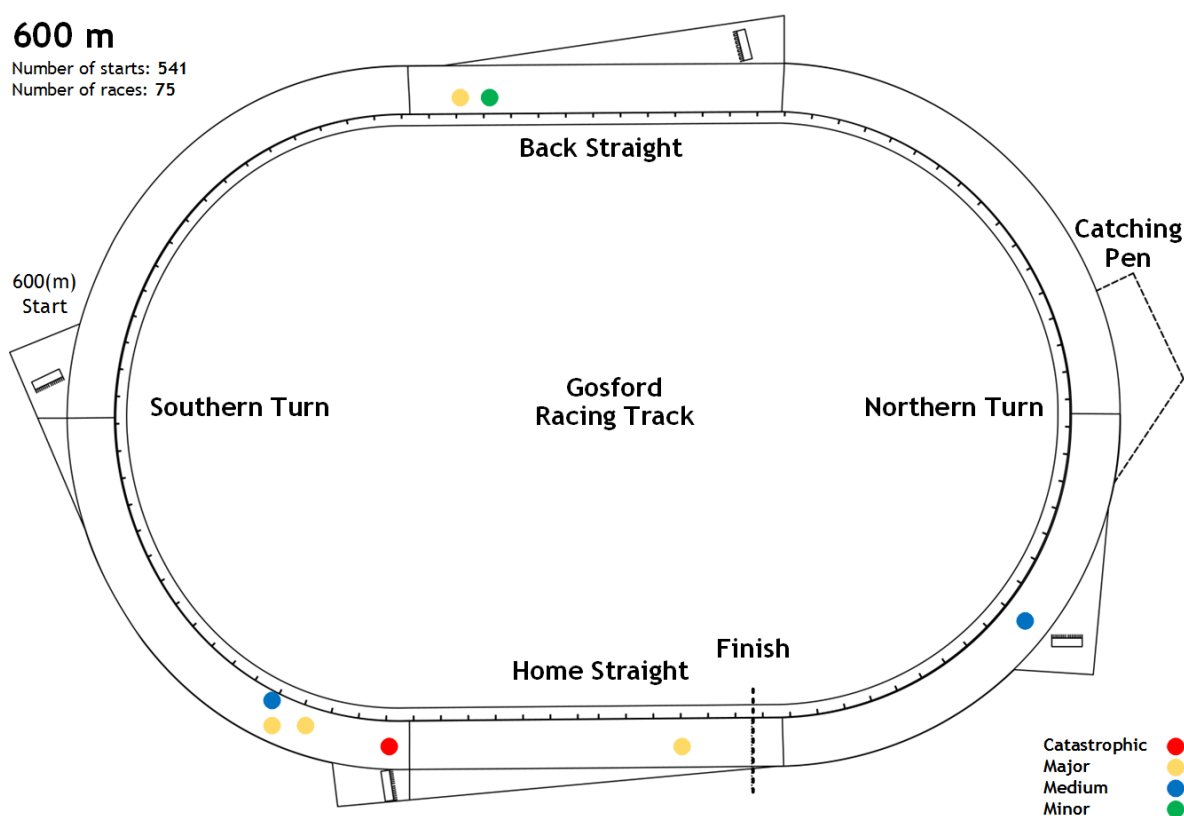 600 m
Number of starts: 541
Number of races: 75
Back Straight
Catching
Pen
600(m)
Start
Southern Turn
Gosford
Racing Track
Northern Turn
Finish
Home Straight
Catastrophic
Major
Medium
Minor